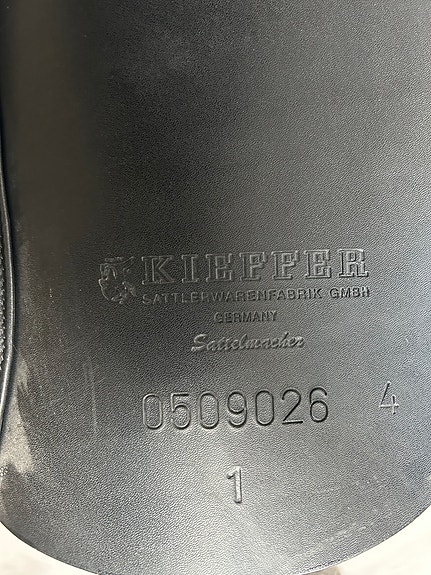 KIEFFER
SATTLERWARENFABRIK GMBH
GERMANY
Sattelmacher
0509026 4
1